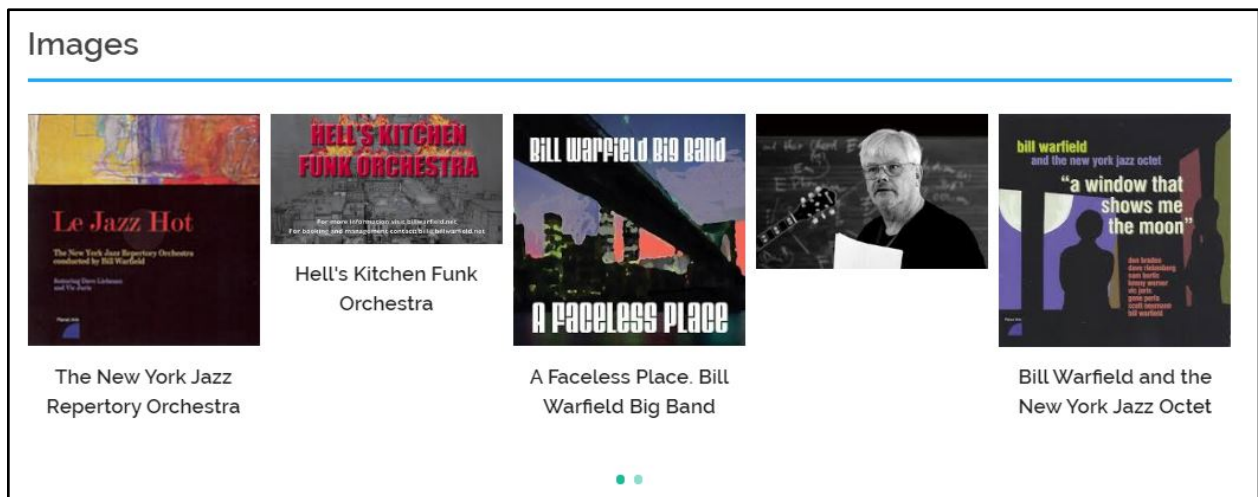 Images
Le Jazz Hot
The New York Jazz Repertory Orchestra
conducted by Bill Warfield
featuring Dave Liebman
and Vic Juris
Planet Arts
The New York Jazz
Repertory Orchestra
HELL'S KITCHEN
FUNK ORCHESTRA
For more information visit billwarfield.net
For booking and management contact: bill@billwarfield.net
Hell's Kitchen Funk
Orchestra
Bill Warfield Big Band
A Faceless Place
A Faceless Place. Bill
Warfield Big Band
bill warfield
and the new york jazz octet
"a window that
shows me
the moon"
don braden
dave riekenberg
sam burtis
kenny werner
vic juris
gene perla
scott neumann
bill warfield
Bill Warfield and the
New York Jazz Octet